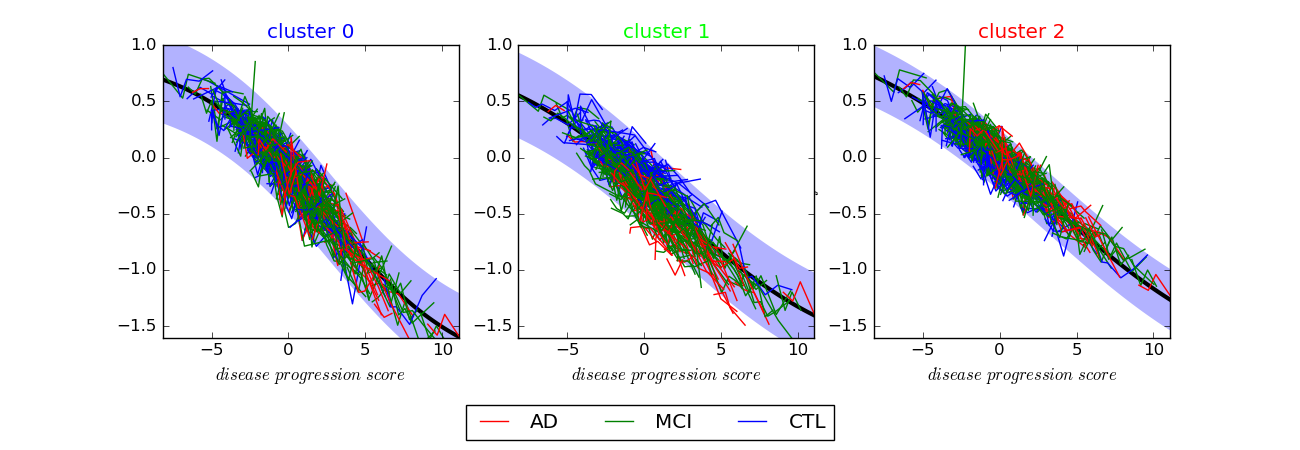 cluster 0 cluster 1 cluster 2
1.0 1.0 1.0
0.5 0.5 0.5
0.0 0.0 0.0
−0.5 −0.5 −0.5
−1.0 −1.0 −1.0
−1.5 −1.5 −1.5
−5 0 5 10 −5 0 5 10 −5 0 5 10
disease progression score disease progression score disease progression score
AD MCI CTL